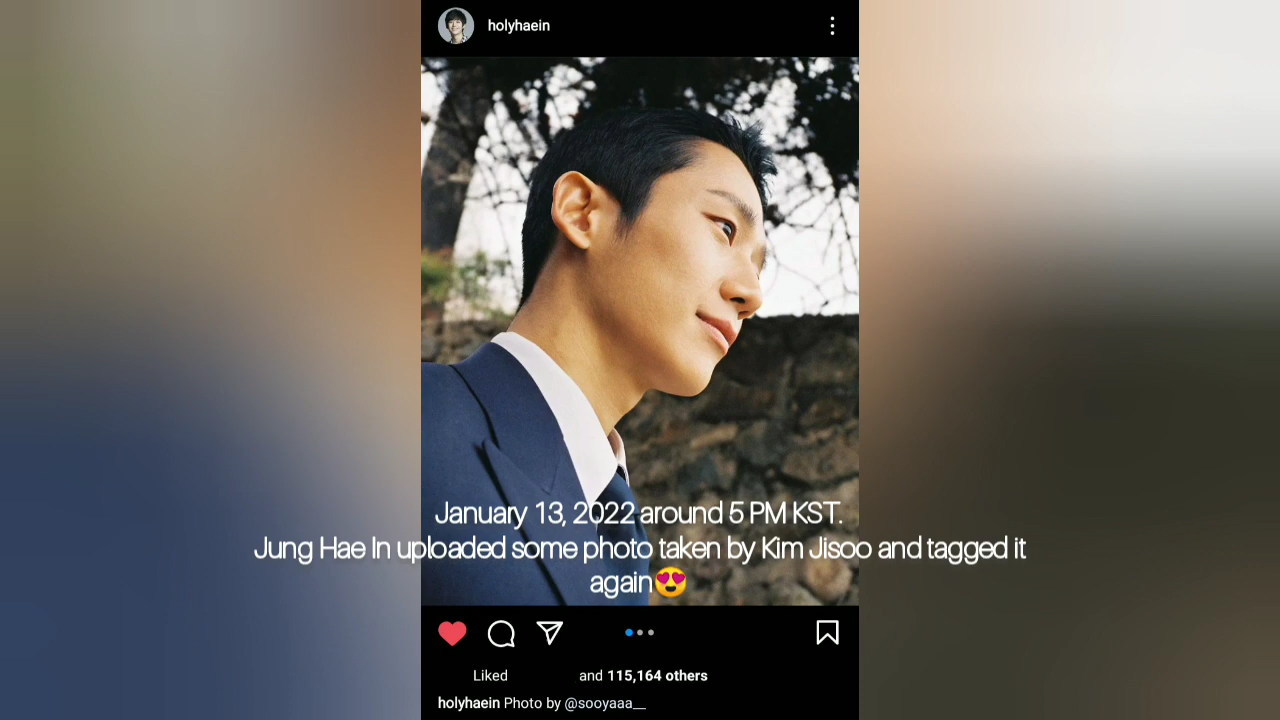 holyhaein
January 13, 2022 around 5 PM KST.
Jung Hae In uploaded some photo taken by Kim Jisoo and tagged it
again😍
Liked and 115,164 others
holyhaein Photo by @sooyaaa__